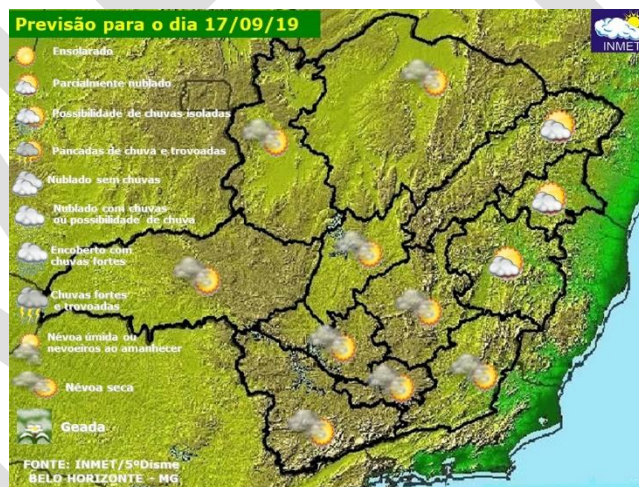 Previsão para o dia 17/09/19
INMET
Ensolarado
Parcialmente nublado
Possibilidade de chuvas isoladas
Pancadas de chuva e trovoadas
Nublado sem chuvas
Nublado com chuvas
ou possibilidade de chuva
Encoberto com
chuvas fortes
Chuvas fortes
e trovoadas
Névoa úmida ou
nevoeiros ao amanhecer
Névoa seca
Geada
FONTE: INMET/5ºDisme
BELO HORIZONTE - MG